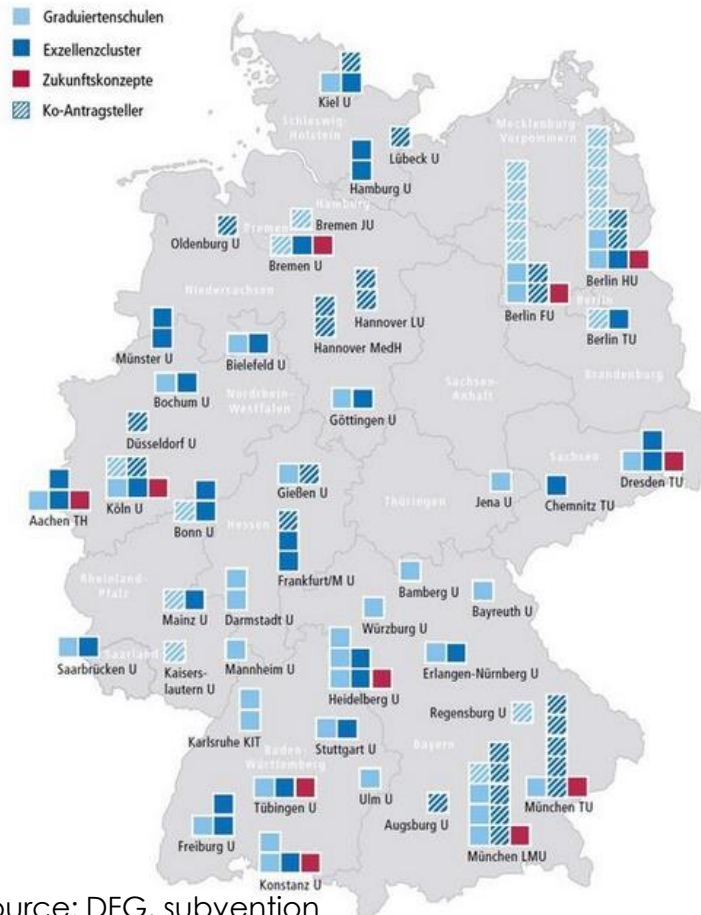 Graduiertenschulen
Exzellenzcluster
Zukunftskonzepte
Ko-Antragsteller
Kiel U
Schleswig-
Holstein
Mecklenburg-
Vorpommern
Lübeck U
Hamburg U
Hamburg
Bremen JU
Oldenburg U
Bremen
Bremen U
Berlin HU
Niedersachsen
Hannover LU
Berlin FU
Berlin
Berlin TU
Hannover MedH
Münster U
Bielefeld U
Brandenburg
Bochum U
Nordrhein-
Westfalen
Sachsen-
Anhalt
Göttingen U
Düsseldorf U
Sachsen
Dresden TU
Gießen U
Jena U
Chemnitz TU
Aachen TH
Köln U
Thüringen
Bonn U
Hessen
Frankfurt/M U
Rheinland-
Pfalz
Bamberg U
Bayreuth U
Mainz U
Darmstadt U
Würzburg U
Saarbrücken U
Saarland
Kaisers-
lautern U
Mannheim U
Erlangen-Nürnberg U
Heidelberg U
Regensburg U
Karlsruhe KIT
Stuttgart U
Bayern
Baden-
Württemberg
Tübingen U
Ulm U
Augsburg U
München TU
Freiburg U
München LMU
Konstanz U
ource: DFG, subvention